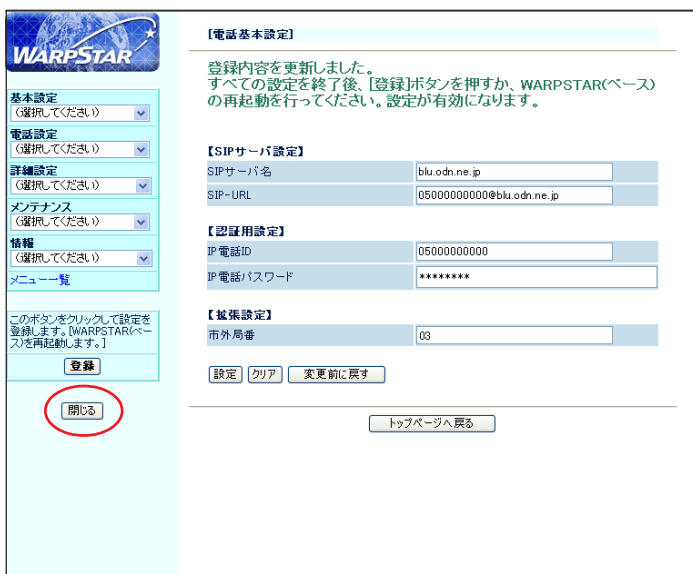 WARPSTAR
基本設定
(選択してください)
電話設定
(選択してください)
詳細設定
(選択してください)
メンテナンス
(選択してください)
情報
(選択してください)
メニュー一覧
このボタンをクリックして設定を
登録します。[WARPSTAR(ベー
ス)を再起動します。]
登録
閉じる
[電話基本設定]
登録内容を更新しました。
すべての設定を終了後、[登録]ボタンを押すか、WARPSTAR(ベース)
の再起動を行ってください。設定が有効になります。
【SIPサーバ設定】
SIPサーバ名 blu.odn.ne.jp
SIP-URL 05000000000@blu.odn.ne.jp
【認証用設定】
IP電話ID 05000000000
IP電話パスワード ********
【拡張設定】
市外局番 03
設定 クリア 変更前に戻す
トップページへ戻る